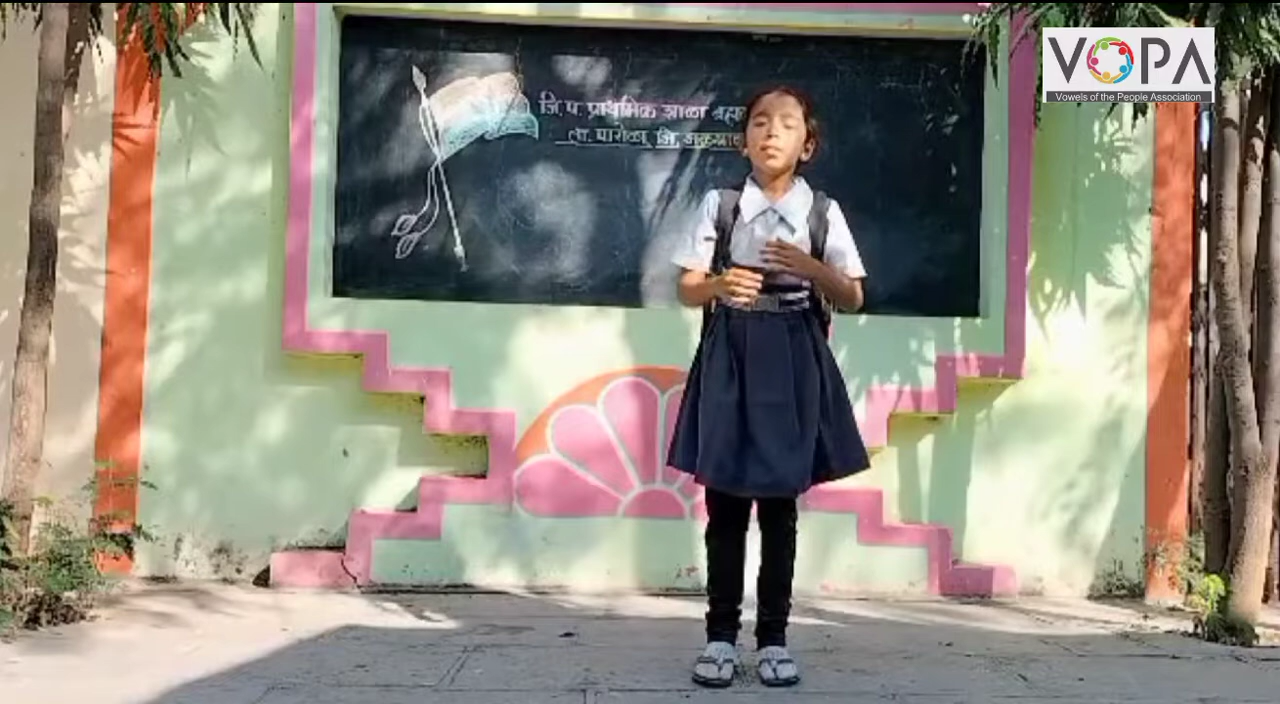 जि.प. प्राथमिक शाळा
ता. पारोळा, जि.
VOPA
Vowels of the People Association